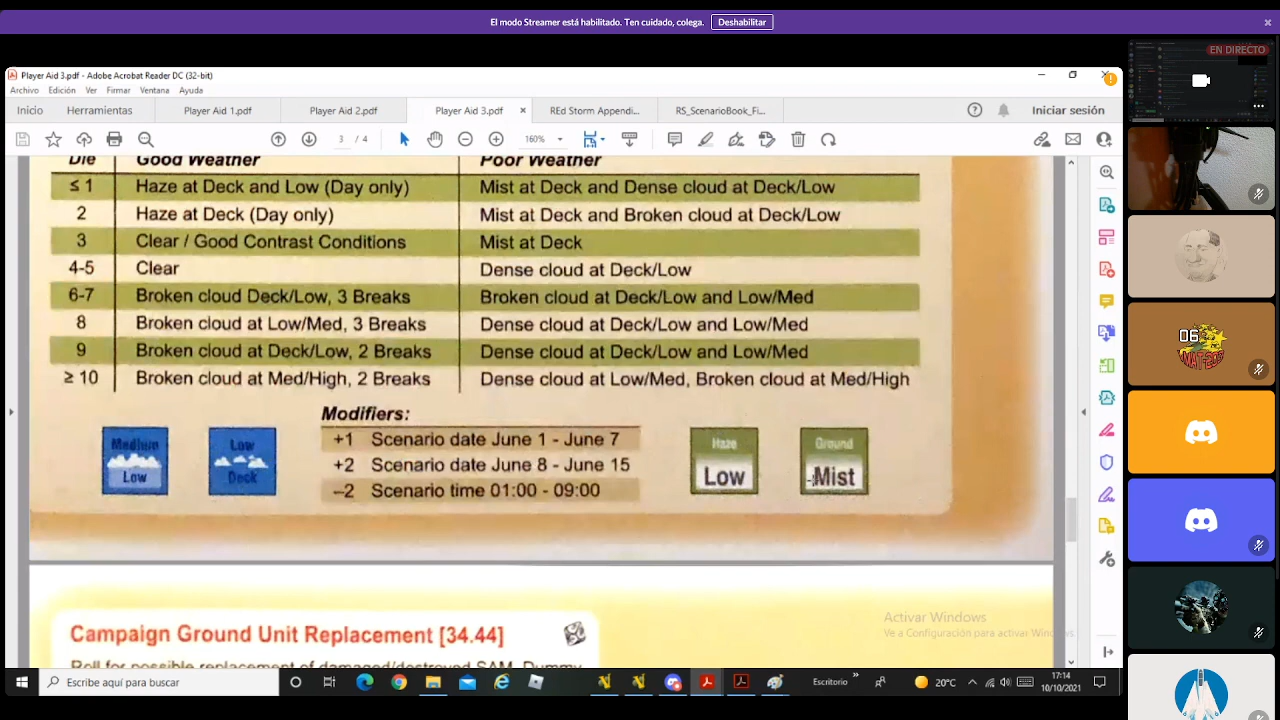 El modo Streamer está habilitado. Ten cuidado, colega. Deshabilitar
EN DIRECTO
Player Aid 3.pdf - Adobe Acrobat Reader DC (32-bit)
Archivo Edición Ver Firmar Ventana Ayuda
Inicio Herramientas Player Aid 1.pdf Player Aid 2.pdf Player Aid 3.pdf REd Storm Appendi... RS_ScenarioBook_Fi... Iniciar sesión
3 / 4 160%
Die Good Weather Poor Weather
≤ 1 Haze at Deck and Low (Day only) Mist at Deck and Dense cloud at Deck/Low
2 Haze at Deck (Day only) Mist at Deck and Broken cloud at Deck/Low
3 Clear / Good Contrast Conditions Mist at Deck
4-5 Clear Dense cloud at Deck/Low
6-7 Broken cloud Deck/Low, 3 Breaks Broken cloud at Deck/Low and Low/Med
8 Broken cloud at Low/Med, 3 Breaks Dense cloud at Deck/Low and Low/Med
9 Broken cloud at Deck/Low, 2 Breaks Dense cloud at Deck/Low and Low/Med
≥ 10 Broken cloud at Med/High, 2 Breaks Dense cloud at Low/Med, Broken cloud at Med/High
Modifiers:
+1 Scenario date June 1 - June 7
+2 Scenario date June 8 - June 15
–2 Scenario time 01:00 - 09:00
Medium
Low
Low
Deck
Haze
Low
Ground
Mist
Campaign Ground Unit Replacement [34.44]
Roll for possible replacement of damaged/destroyed SAM, Dummy
Activar Windows
Ve a Configuración para activar Windows.
Escribe aquí para buscar
Escritorio
20°C
17:14
10/10/2021